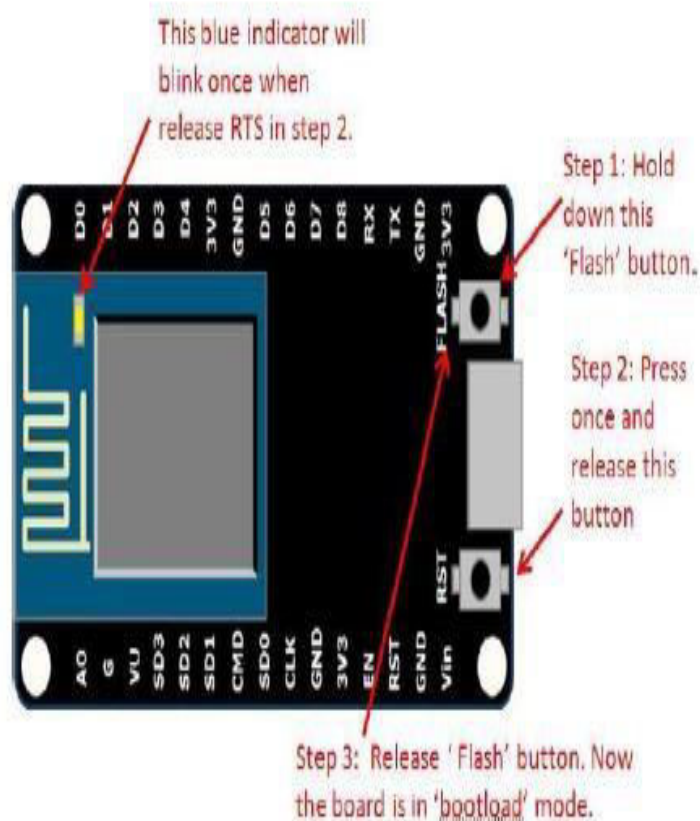 This blue indicator will
blink once when
release RTS in step 2.
Step 1: Hold
down this
'Flash' button.
D0 D1 D2 D3 D4 3V3 GND D5 D6 D7 D8 RX TX GND 3V3
FLASH
Step 2: Press
once and
release this
button
RST
A0 G VU SD3 SD2 SD1 CMD SD0 CLK GND 3V3 EN RST GND Vin
Step 3: Release ' Flash' button. Now
the board is in 'bootload' mode.